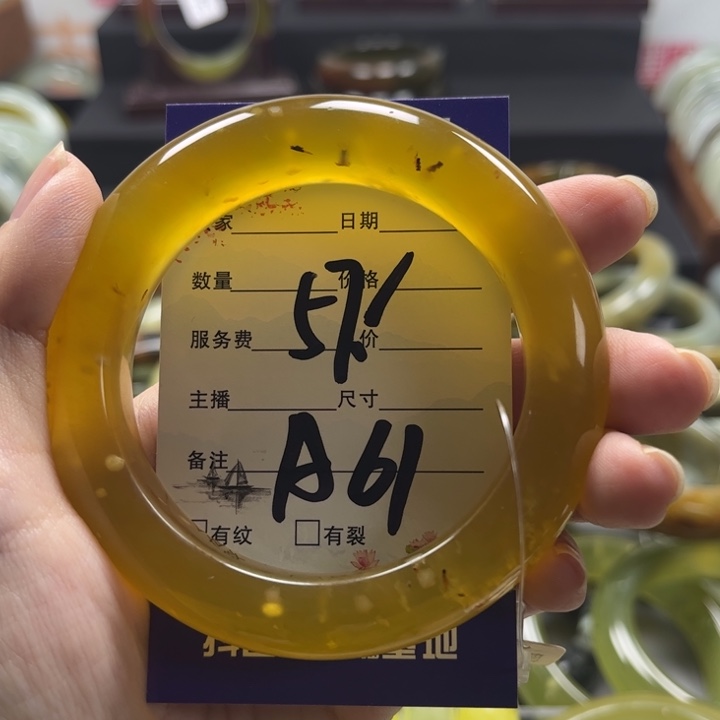 家 日期
数量 价格
服务费 价
主播 尺寸
备注
A61
有纹 有裂